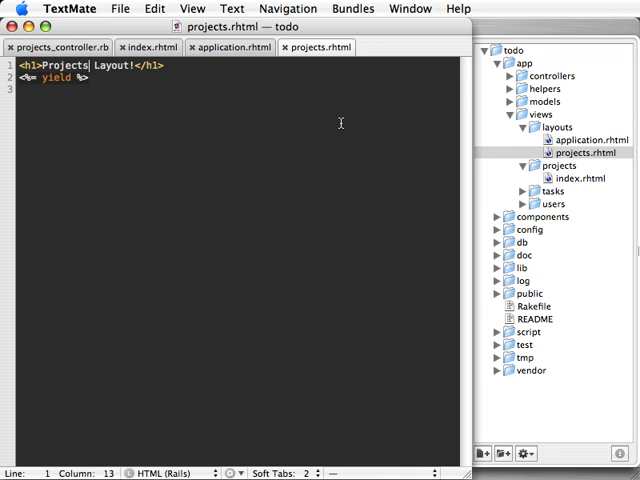 TextMate File Edit View Text Navigation Bundles Window Help
projects.rhtml — todo
projects_controller.rb index.rhtml application.rhtml projects.rhtml
1 <h1>Projects Layout!</h1>
2 <%= yield %>
3
todo
app
controllers
helpers
models
views
layouts
application.rhtml
projects.rhtml
projects
index.rhtml
tasks
users
components
config
db
doc
lib
log
public
Rakefile
README
script
test
tmp
vendor
Line: 1 Column: 13 HTML (Rails) Soft Tabs: 2 —